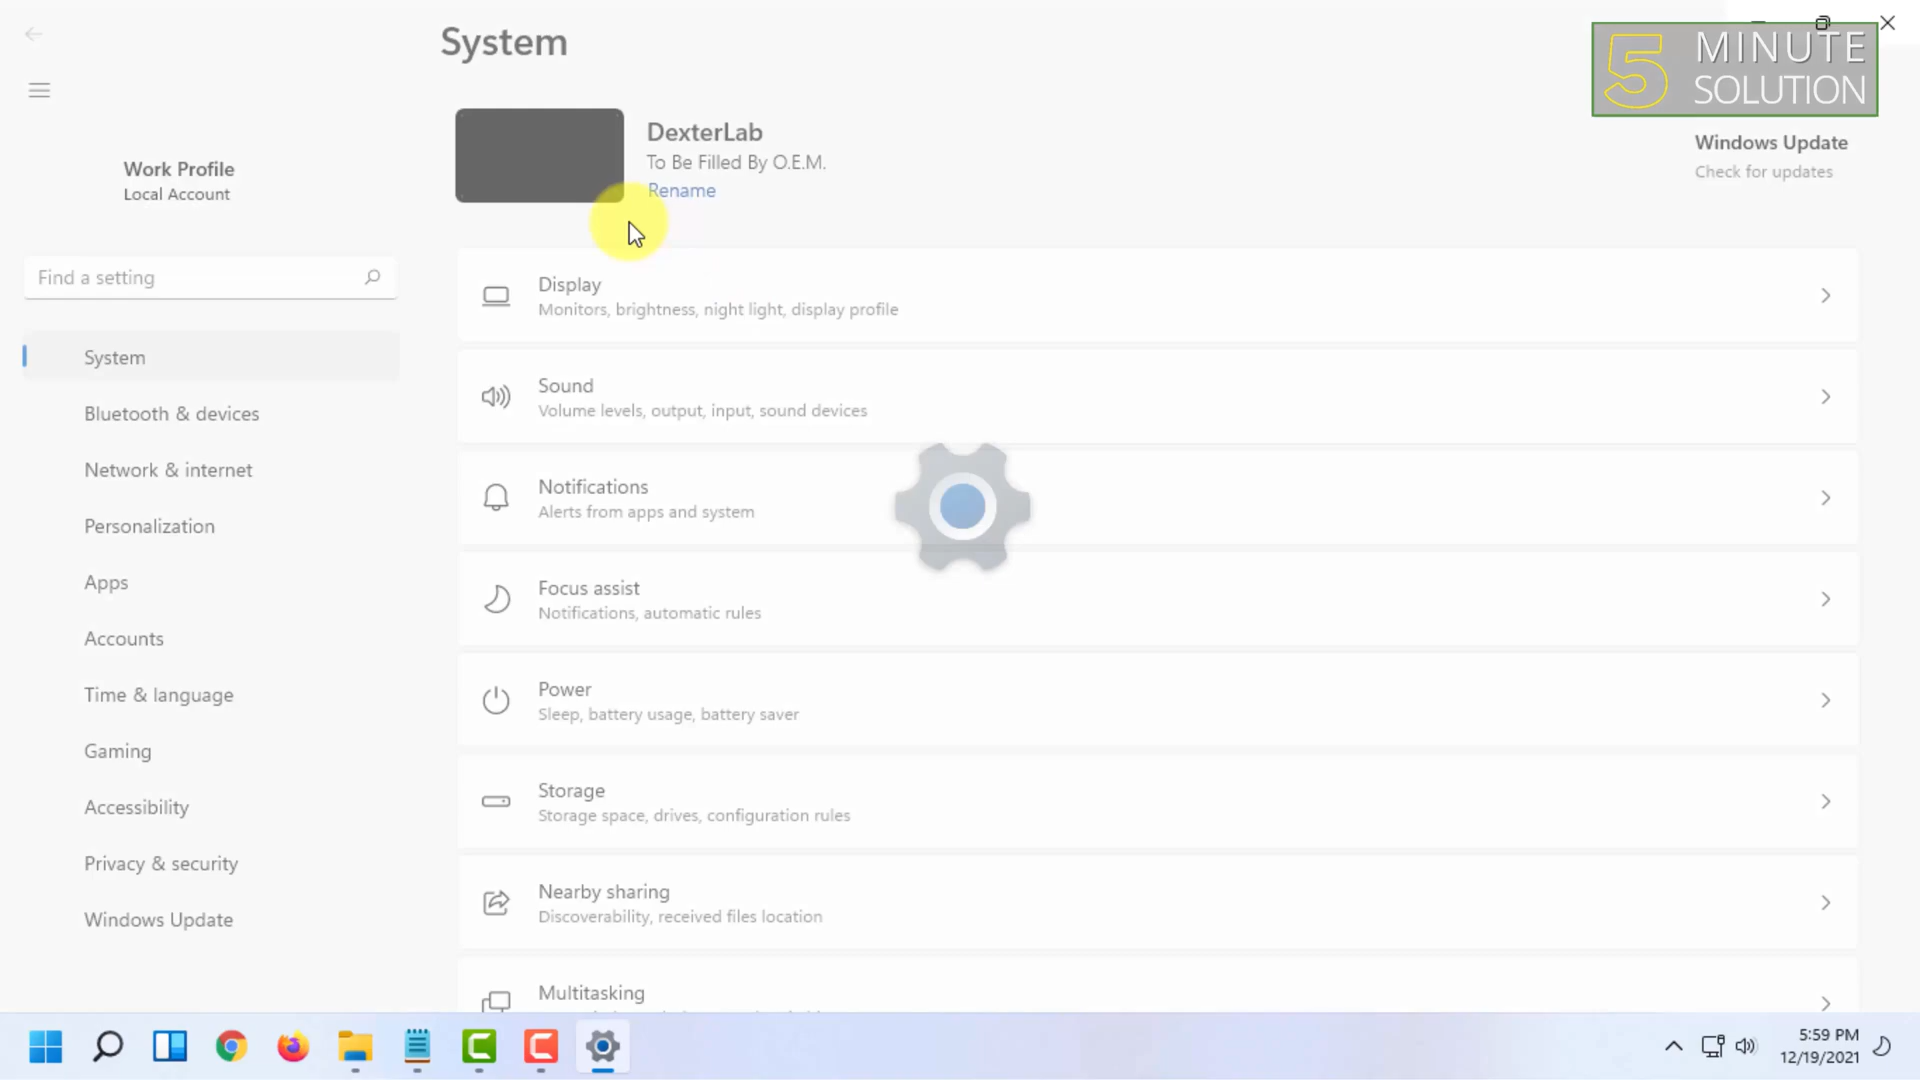 System
5 MINUTE
SOLUTION
DexterLab
To Be Filled By O.E.M.
Rename
Windows Update
Check for updates
Work Profile
Local Account
Find a setting
System
Bluetooth & devices
Network & internet
Personalization
Apps
Accounts
Time & language
Gaming
Accessibility
Privacy & security
Windows Update
Display
Monitors, brightness, night light, display profile
Sound
Volume levels, output, input, sound devices
Notifications
Alerts from apps and system
Focus assist
Notifications, automatic rules
Power
Sleep, battery usage, battery saver
Storage
Storage space, drives, configuration rules
Nearby sharing
Discoverability, received files location
Multitasking
5:59 PM
12/19/2021